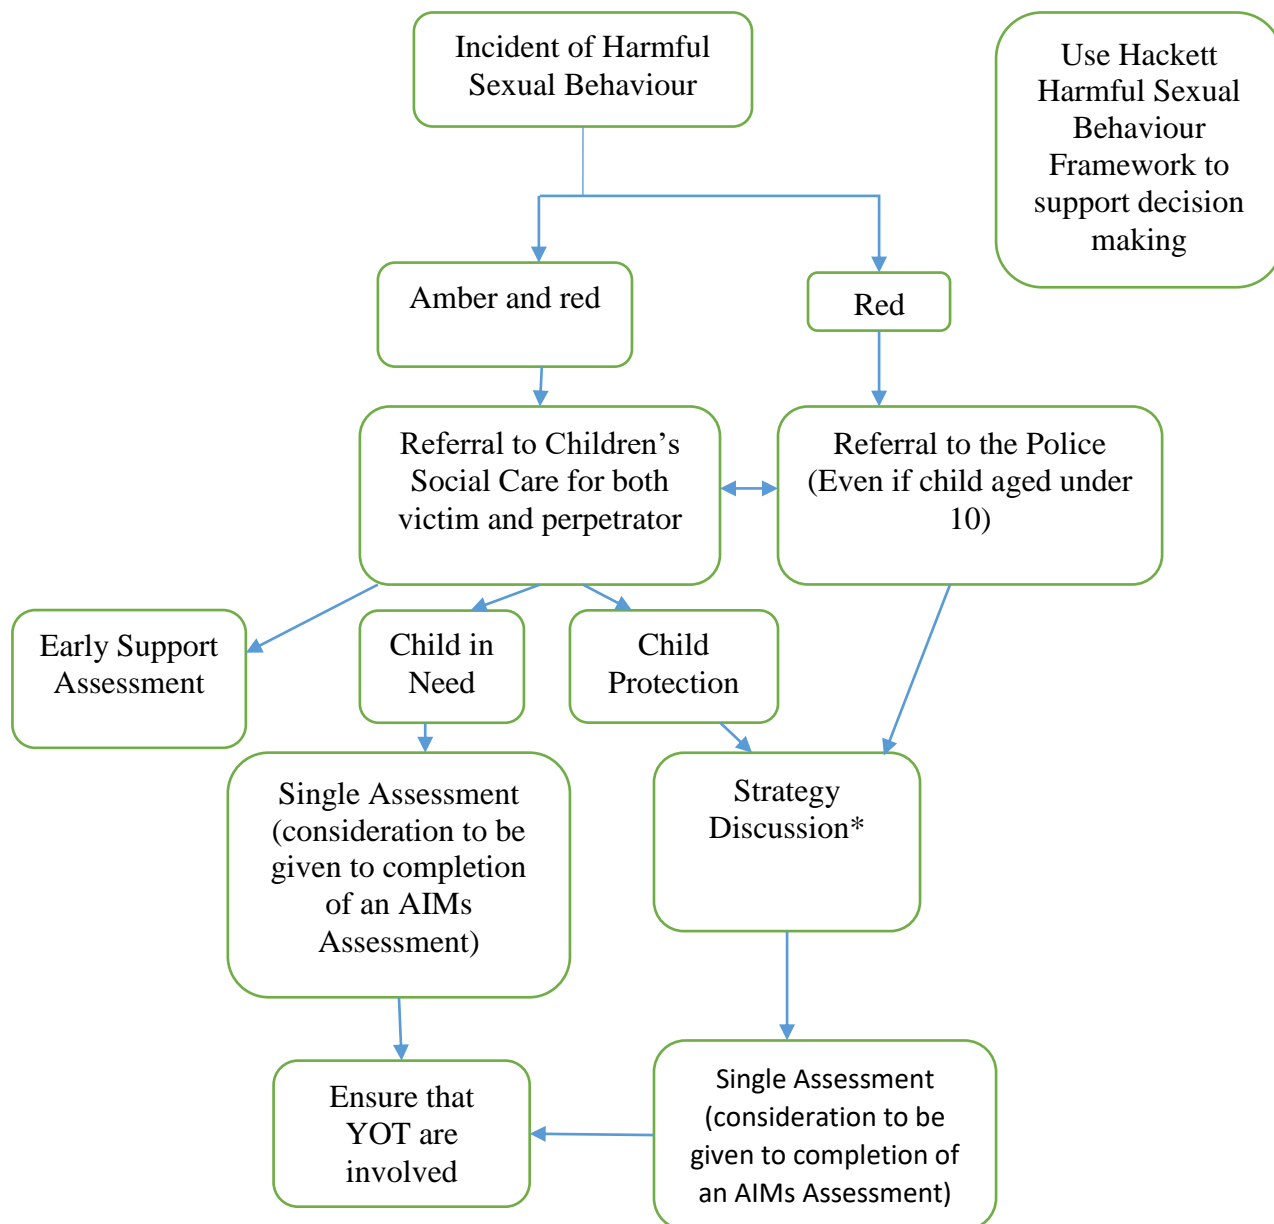 Incident of Harmful
Sexual Behaviour
Use Hackett
Harmful Sexual
Behaviour
Framework to
support decision
making
Amber and red
Red
Referral to Children’s
Social Care for both
victim and perpetrator
Referral to the Police
(Even if child aged under
10)
Early Support
Assessment
Child in
Need
Child
Protection
Single Assessment
(consideration to be
given to completion
of an AIMs
Assessment)
Strategy
Discussion*
Ensure that
YOT are
involved
Single Assessment
(consideration to be
given to completion of
an AIMs Assessment)